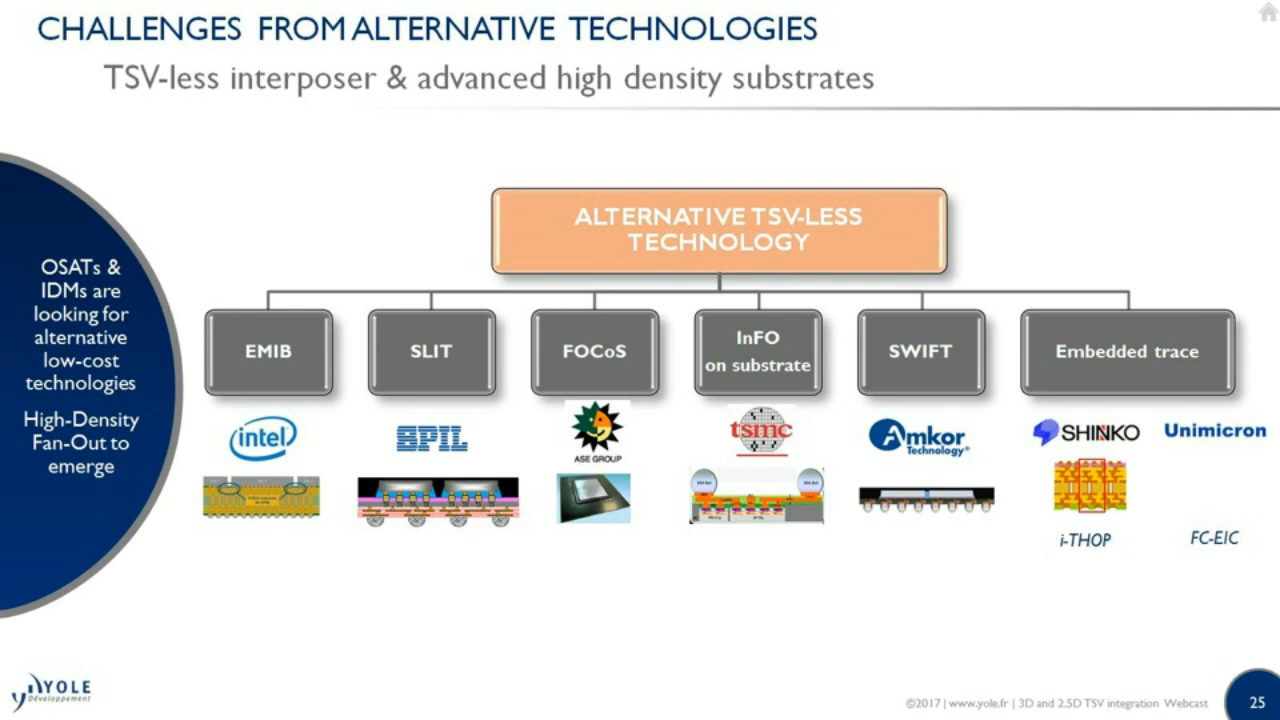 CHALLENGES FROM ALTERNATIVE TECHNOLOGIES
TSV-less interposer & advanced high density substrates
OSATs &
IDMs are
looking for
alternative
low-cost
technologies
High-Density
Fan-Out to
emerge
ALTERNATIVE TSV-LESS
TECHNOLOGY
EMIB
SLIT
FOCoS
InFO
on substrate
SWIFT
Embedded trace
intel
SPIL
ASE GROUP
tsmc
Amkor
Technology®
SHINKO
Unimicron
i-THOP
FC-EIC
YOLE
Développement
©2017 | www.yole.fr | 3D and 2.5D TSV integration Webcast
25